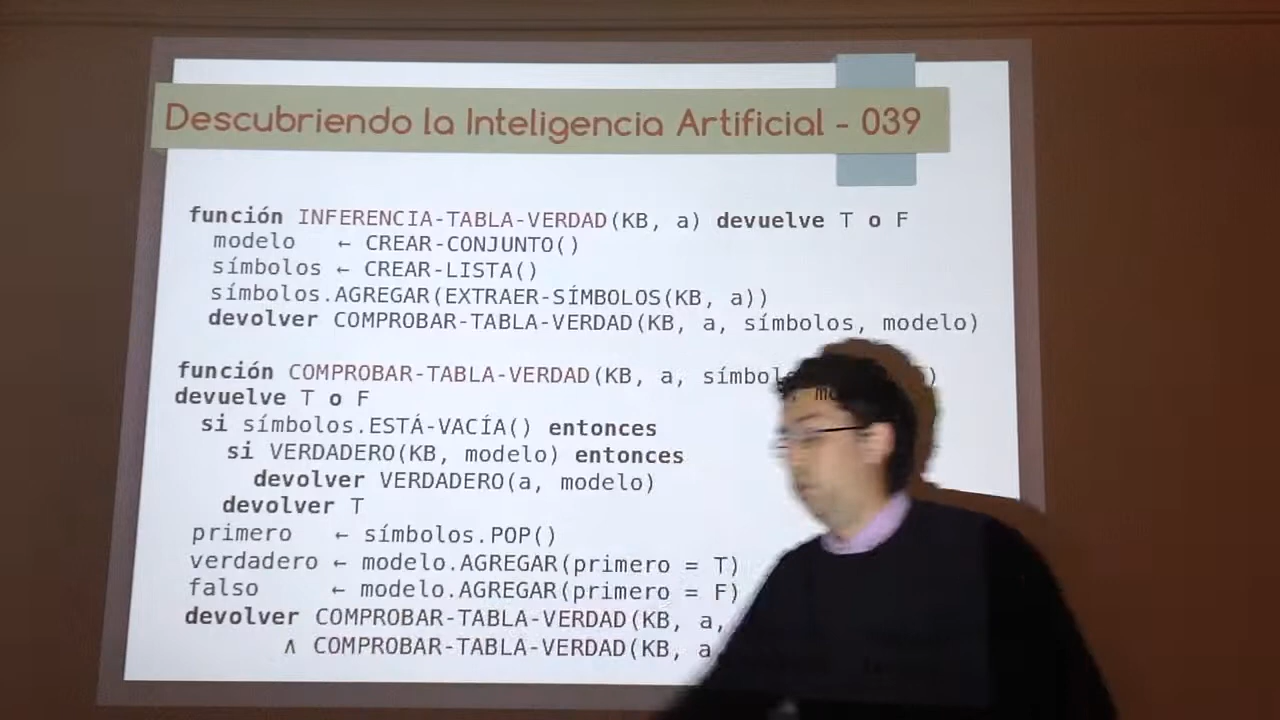 Descubriendo la Inteligencia Artificial - 039
función INFERENCIA-TABLA-VERDAD(KB, a) devuelve T o F
modelo ← CREAR-CONJUNTO()
símbolos ← CREAR-LISTA()
símbolos.AGREGAR(EXTRAER-SÍMBOLOS(KB, a))
devolver COMPROBAR-TABLA-VERDAD(KB, a, símbolos, modelo)
función COMPROBAR-TABLA-VERDAD(KB, a,
devuelve T o F
si símbolos.ESTÁ-VACÍA() entonces
si VERDADERO(KB, modelo) entonces
devolver VERDADERO(a, modelo)
devolver T
primero ← símbolos.POP()
verdadero ← modelo.AGREGAR(primero = T)
falso ← modelo.AGREGAR(primero = F)
devolver COMPROBAR-TABLA-VERDAD(KB, a,
∧ COMPROBAR-TABLA-VERDAD(KB, a